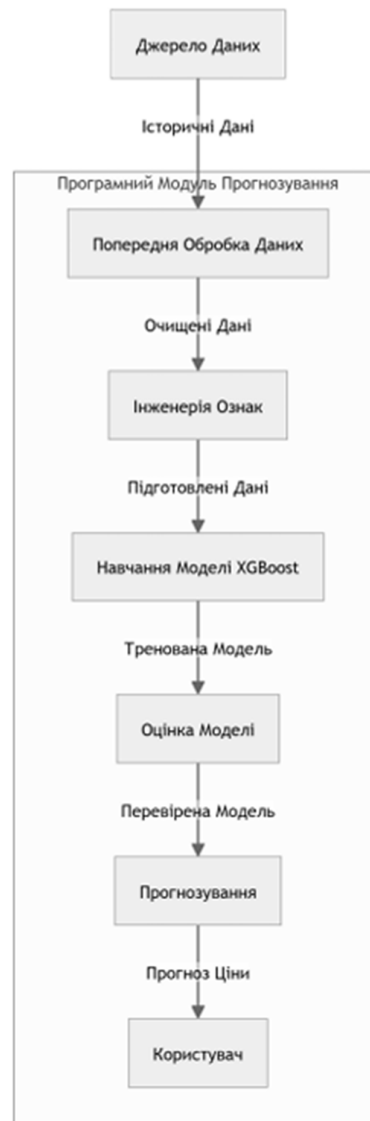 Джерело Даних
Історичні Дані
Програмний Модуль Прогнозування
Попередня Обробка Даних
Очищені Дані
Інженерія Ознак
Підготовлені Дані
Навчання Моделі XGBoost
Тренована Модель
Оцінка Моделі
Перевірена Модель
Прогнозування
Прогноз Ціни
Користувач